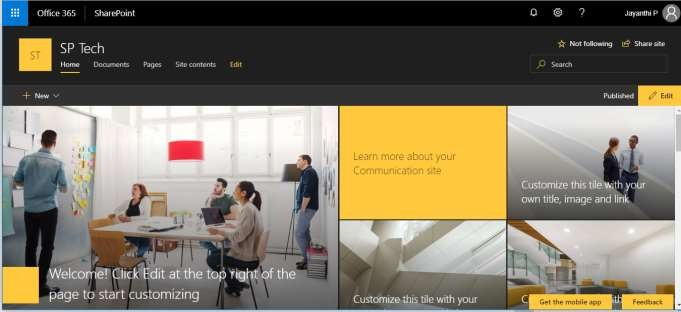 Office 365 SharePoint Jayanthi P
SP Tech
ST
Not following Share site
Home Documents Pages Site contents Edit
Search
New Published Edit
Learn more about your
Communication site
Customize this tile with your
own title, image and link
Welcome! Click Edit at the top right of the
page to start customizing
Customize this tile with your
Get the mobile app Feedback